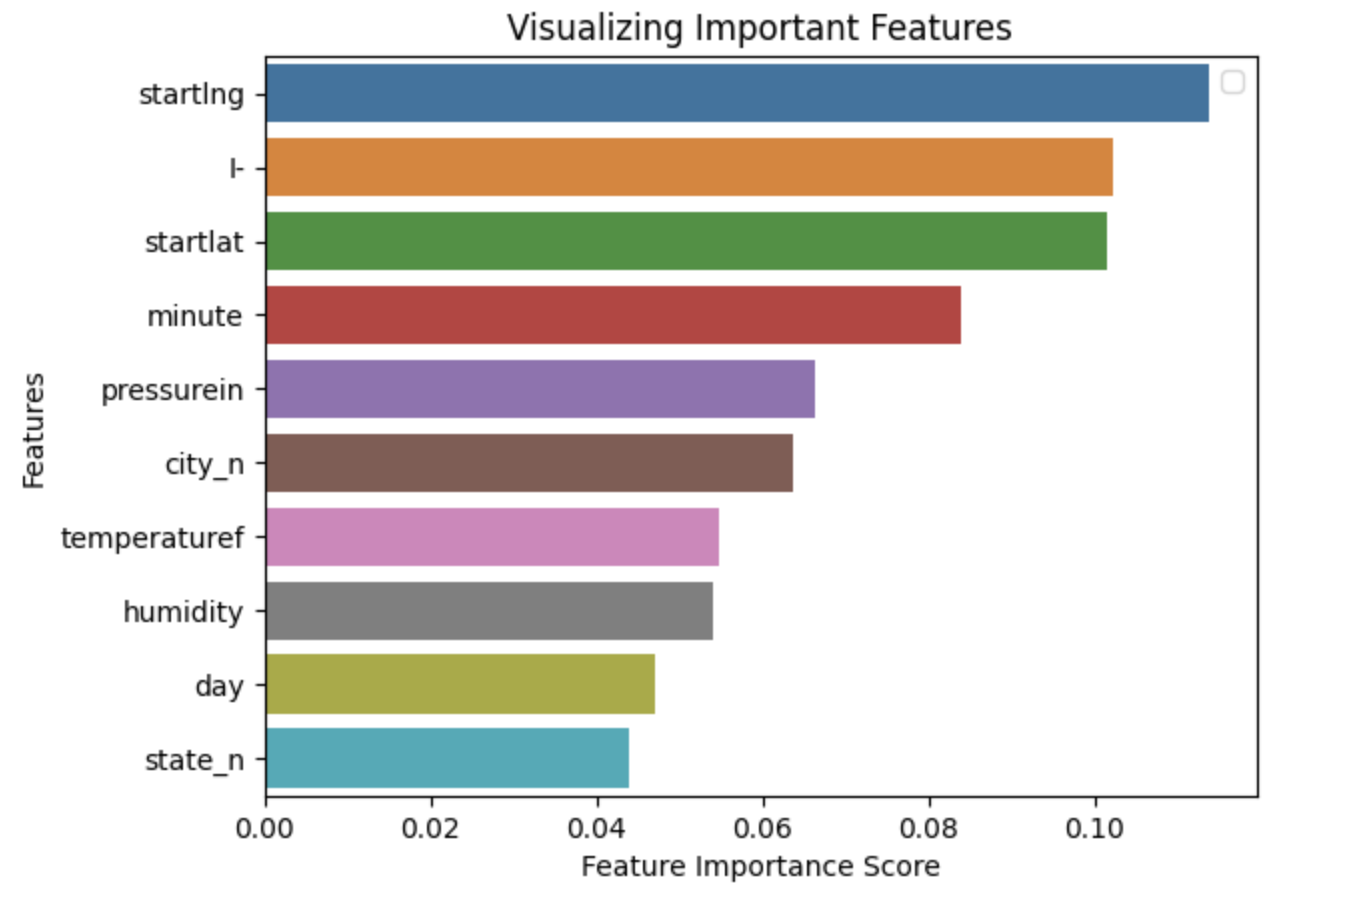 Visualizing Important Features
startlng
I-
startlat
minute
pressurein
city_n
temperaturef
humidity
day
state_n
Features
0.00 0.02 0.04 0.06 0.08 0.10
Feature Importance Score